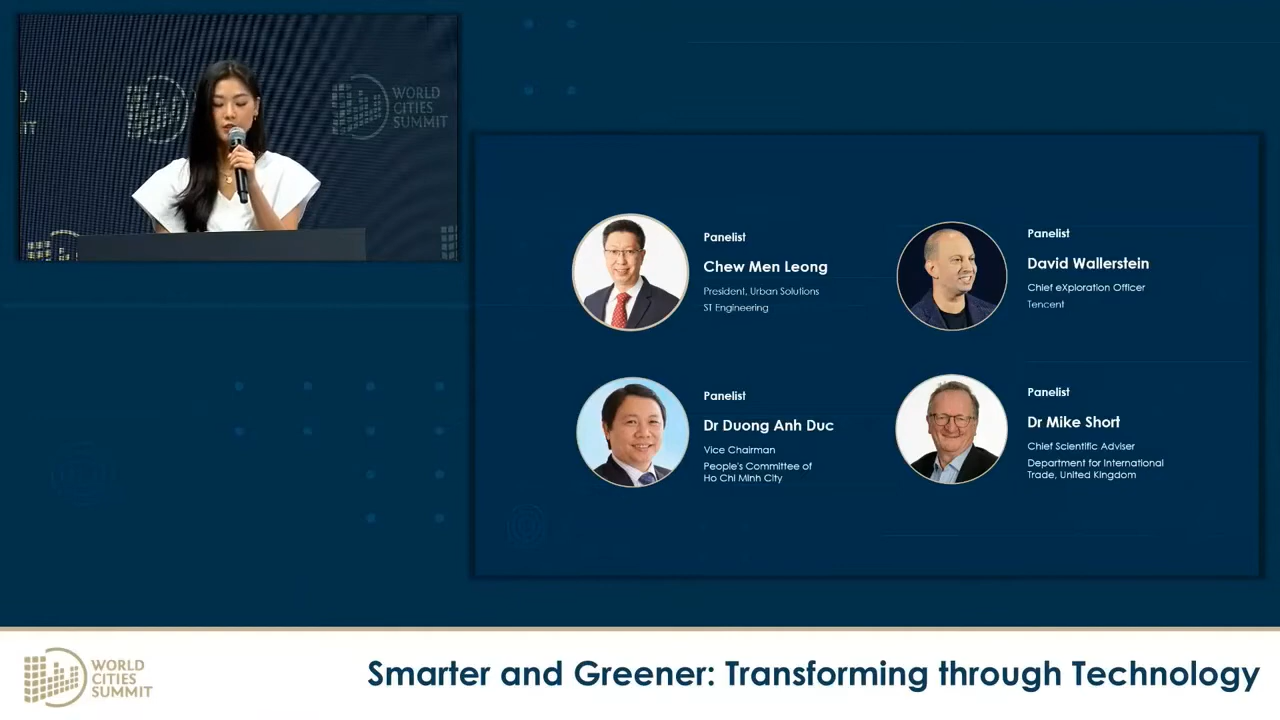 WORLD
CITIES
SUMMIT
Panelist
Chew Men Leong
President, Urban Solutions
ST Engineering
Panelist
David Wallerstein
Chief eXploration Officer
Tencent
Panelist
Dr Duong Anh Duc
Vice Chairman
People's Committee of
Ho Chi Minh City
Panelist
Dr Mike Short
Chief Scientific Adviser
Department for International
Trade, United Kingdom
WORLD
CITIES
SUMMIT
Smarter and Greener: Transforming through Technology